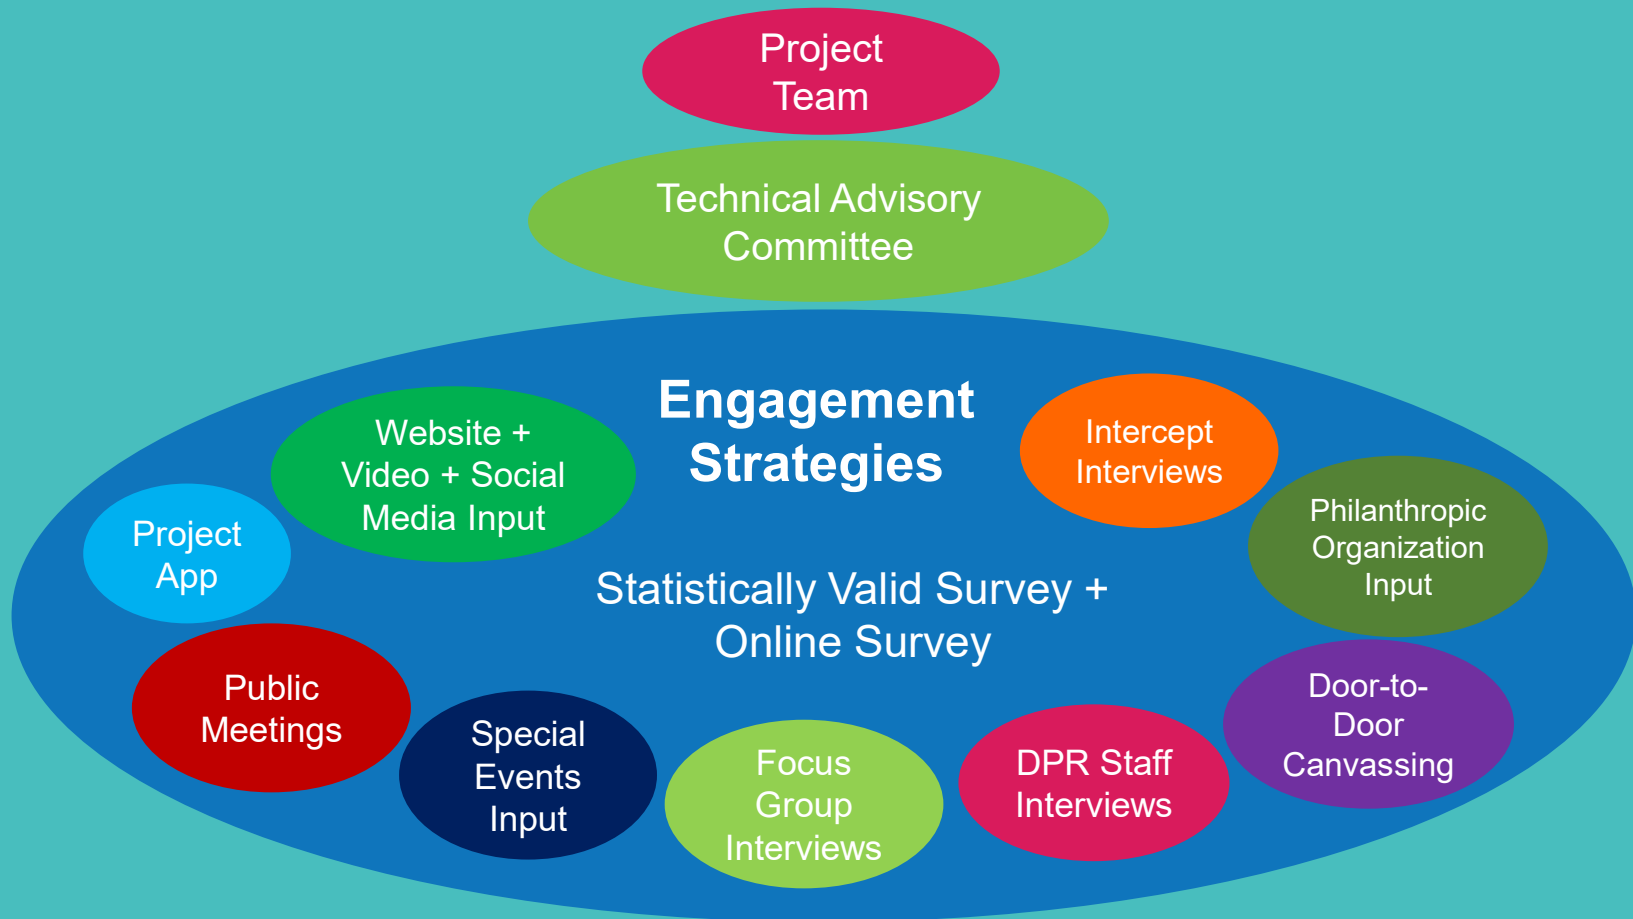 Project
Team
Technical Advisory
Committee
Engagement
Strategies
Website +
Video + Social
Media Input
Intercept
Interviews
Project
App
Philanthropic
Organization
Input
Statistically Valid Survey +
Online Survey
Public
Meetings
Special
Events
Input
Focus
Group
Interviews
DPR Staff
Interviews
Door-to-
Door
Canvassing